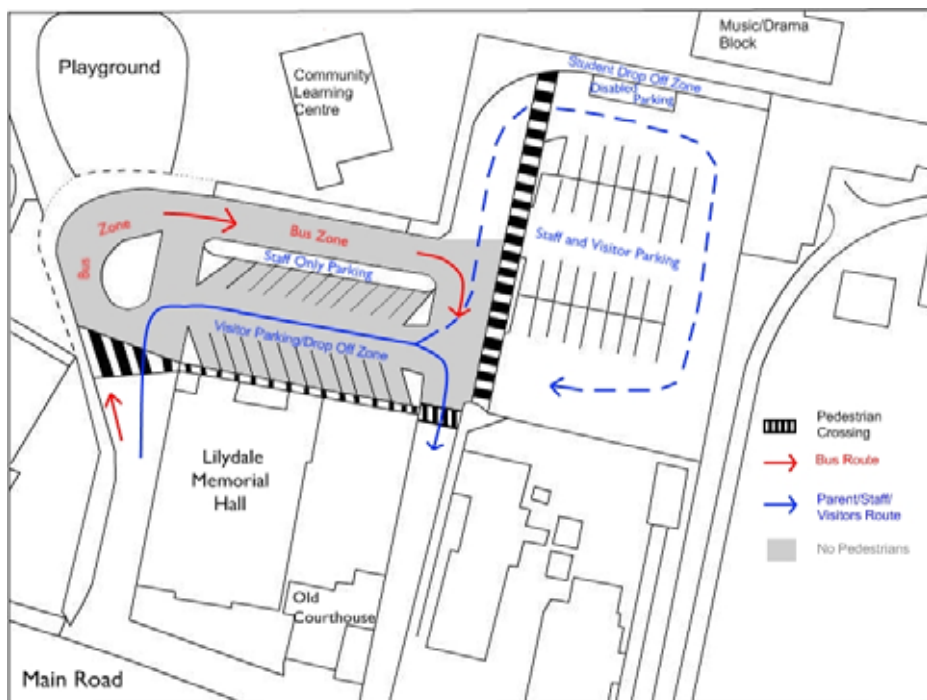 Music/Drama
Block
Playground
Community
Learning
Centre
Student Drop Off Zone
Disabled Parking
Bus Zone
Bus Zone
Staff Only Parking
Staff and Visitor Parking
Visitor Parking/Drop Off Zone
Lilydale
Memorial
Hall
Old
Courthouse
Main Road
Pedestrian
Crossing
Bus Route
Parent/Staff/
Visitors Route
No Pedestrians